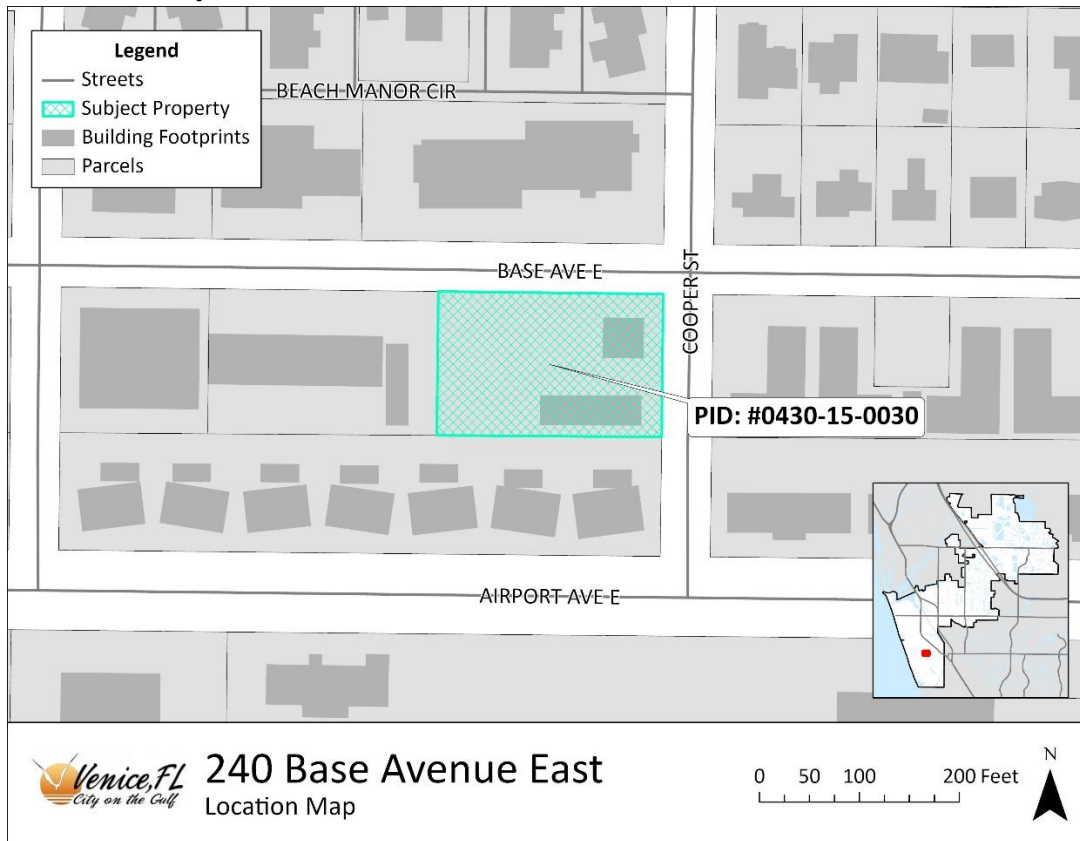 Legend
Streets
Subject Property
Building Footprints
Parcels
BEACH MANOR CIR
BASE AVE E
COOPER ST
PID: #0430-15-0030
AIRPORT AVE E
Venice, FL
City on the Gulf
240 Base Avenue East
Location Map
0 50 100 200 Feet
N